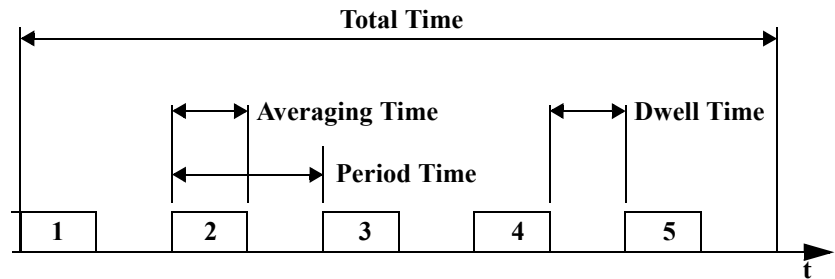 Total Time
Averaging Time
Dwell Time
Period Time
1 2 3 4 5
t